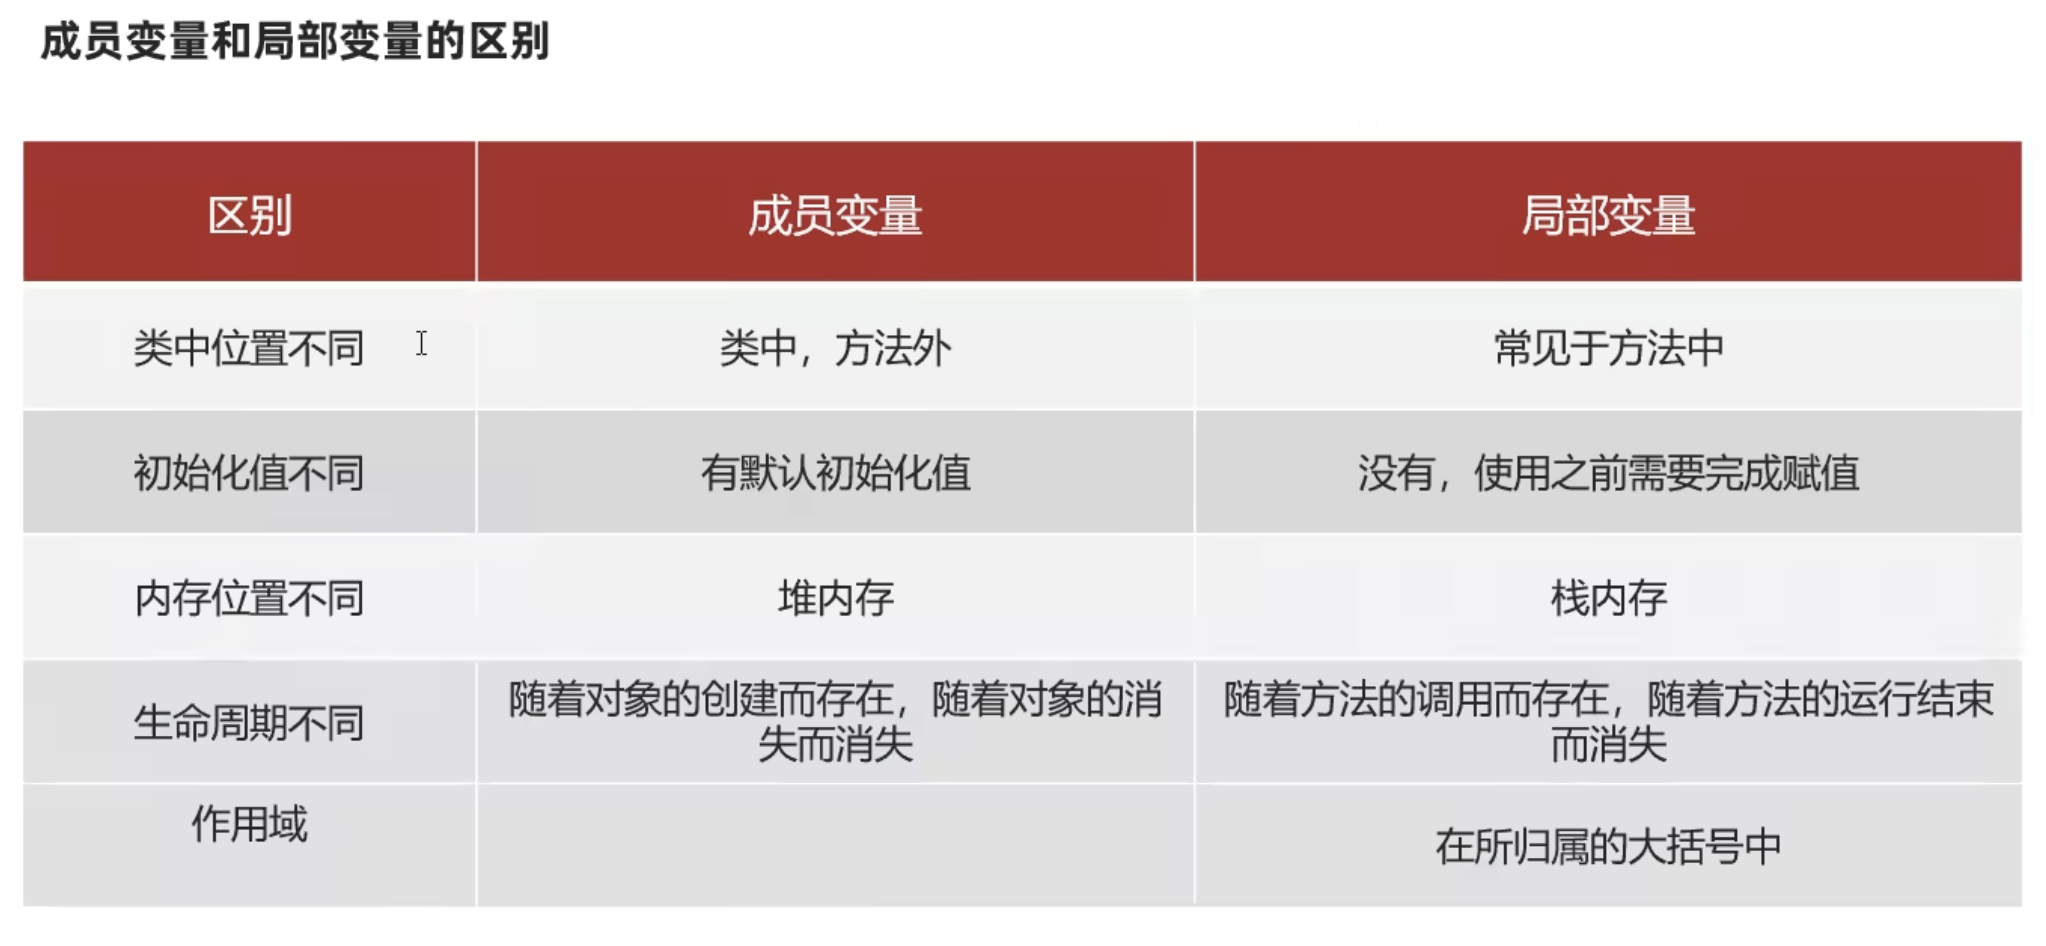 成员变量和局部变量的区别
区别 成员变量 局部变量
类中位置不同 类中，方法外 常见于方法中
初始化值不同 有默认初始化值 没有，使用之前需要完成赋值
内存位置不同 堆内存 栈内存
生命周期不同
随着对象的创建而存在，随着对象的消
失而消失
随着方法的调用而存在，随着方法的运行结束
而消失
作用域
在所归属的大括号中